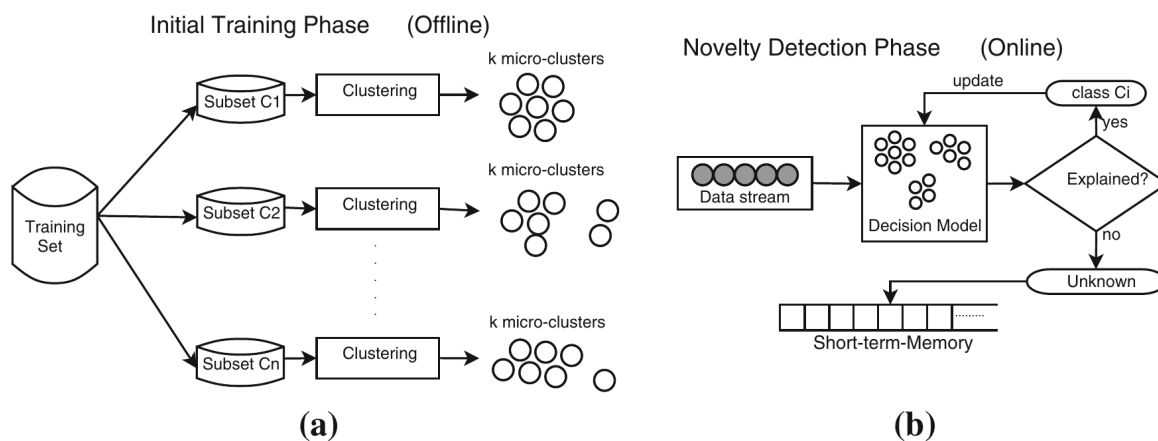 Initial Training Phase (Offline)
k micro-clusters
Subset C1
Clustering
k micro-clusters
Training
Set
Subset C2
Clustering
k micro-clusters
Subset Cn
Clustering
(a)
Novelty Detection Phase (Online)
update
class Ci
yes
Data stream
Decision Model
Explained?
no
Unknown
Short-term-Memory
(b)